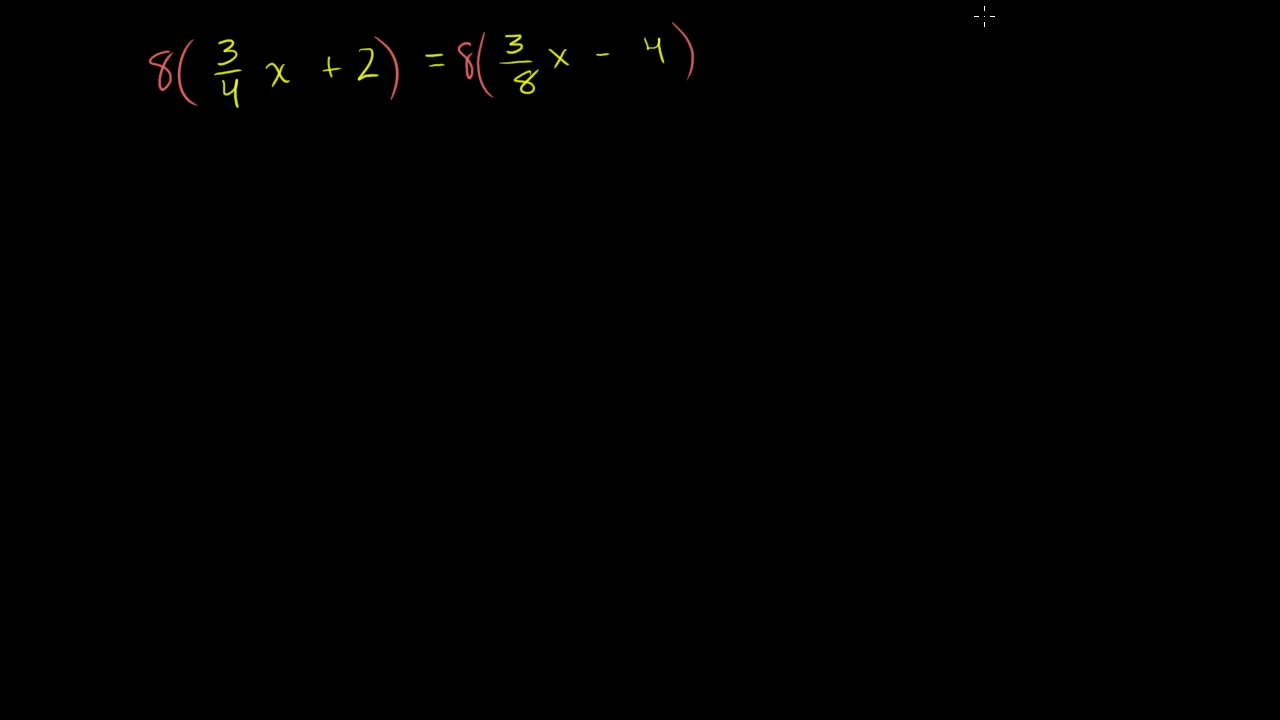 8( 3/4 x + 2 ) = 8( 3/8 x - 4 )